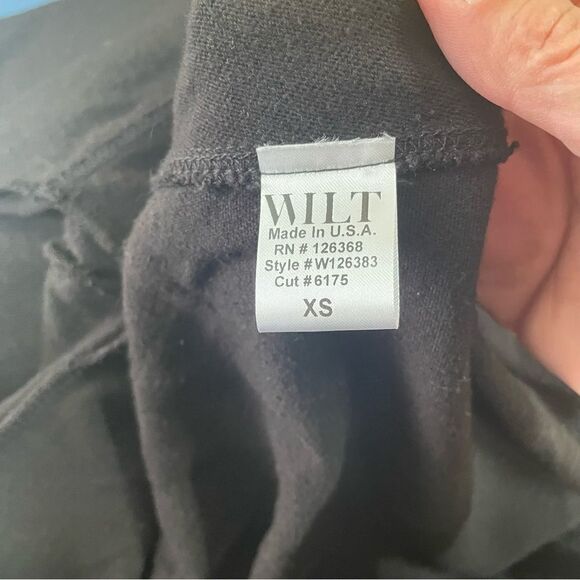 WILT
Made In U.S.A.
RN # 126368
Style #W126383
Cut #6175
XS